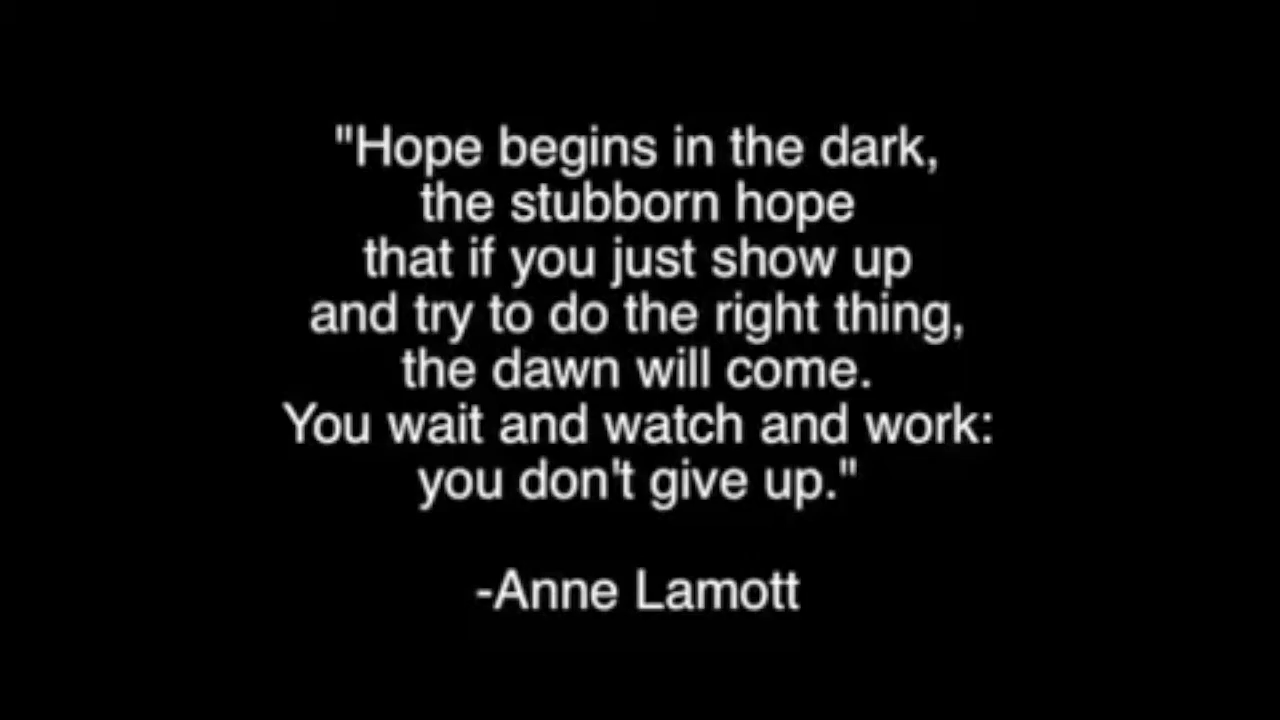 "Hope begins in the dark,
the stubborn hope
that if you just show up
and try to do the right thing,
the dawn will come.
You wait and watch and work:
you don't give up."
-Anne Lamott